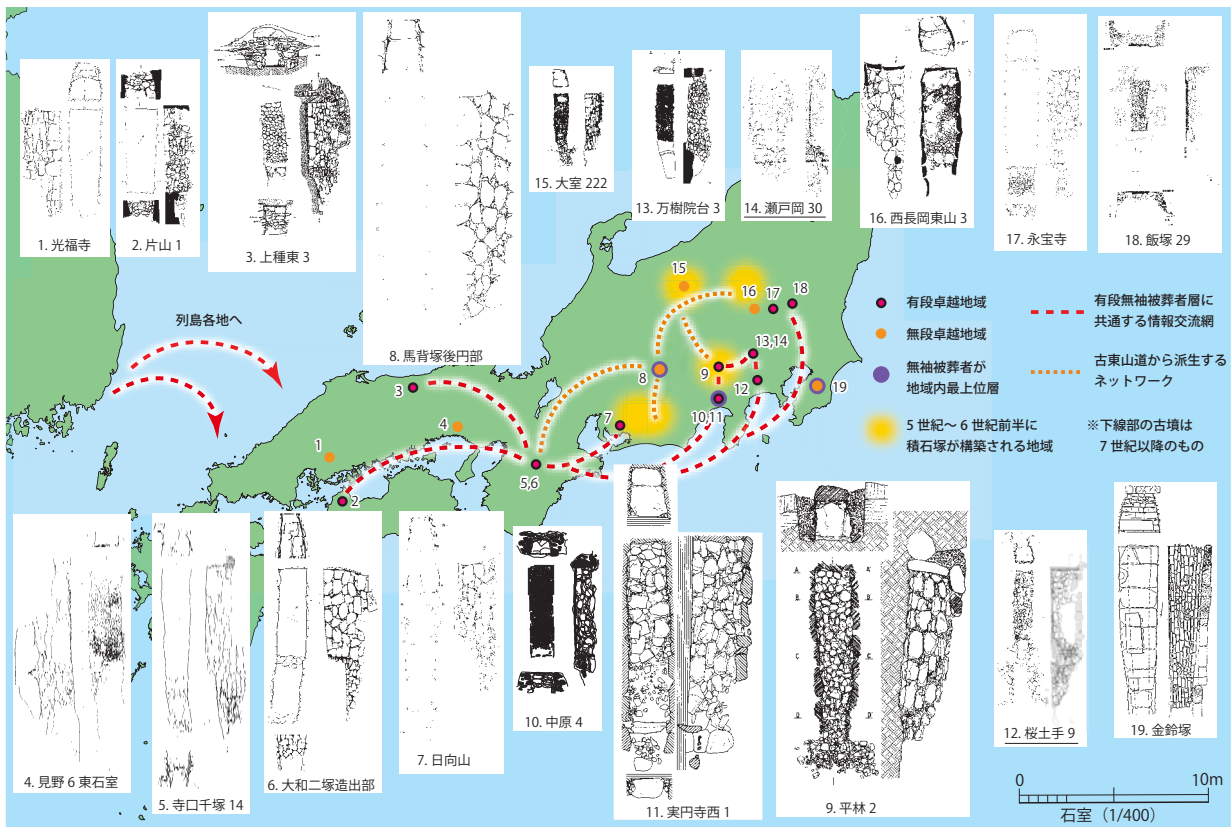 1. 光福寺
2. 片山 1
3. 上種東 3
8. 馬背塚後円部
15. 大室 222
13. 万樹院台 3
14. 瀬戸岡 30
16. 西長岡東山 3
17. 永宝寺
18. 飯塚 29
列島各地へ
1
2
3
4
5,6
7
8
9
10,11
12
13,14
15
16
17
18
19
有段卓越地域
無段卓越地域
無袖被葬者が
地域内最上位層
5 世紀~ 6 世紀前半に
積石塚が構築される地域
有段無袖被葬者層に
共通する情報交流網
古東山道から派生する
ネットワーク
※下線部の古墳は
7 世紀以降のもの
4. 見野 6 東石室
5. 寺口千塚 14
6. 大和二塚造出部
7. 日向山
10. 中原 4
11. 実円寺西 1
9. 平林 2
12. 桜土手 9
19. 金鈴塚
0
10m
石室(1/400)